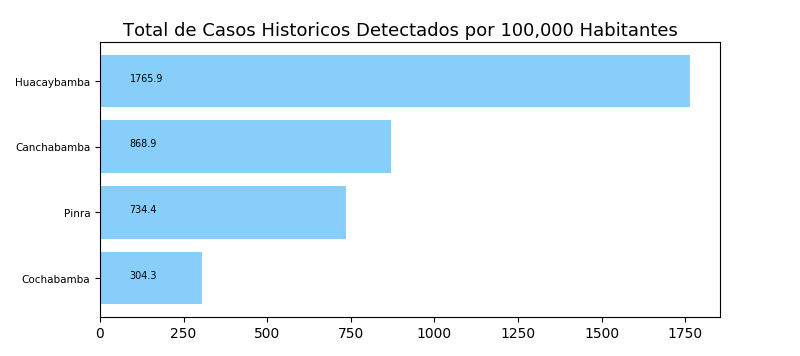 Total de Casos Historicos Detectados por 100,000 Habitantes
Huacaybamba 1765.9
Canchabamba 868.9
Pinra 734.4
Cochabamba 304.3
0 250 500 750 1000 1250 1500 1750